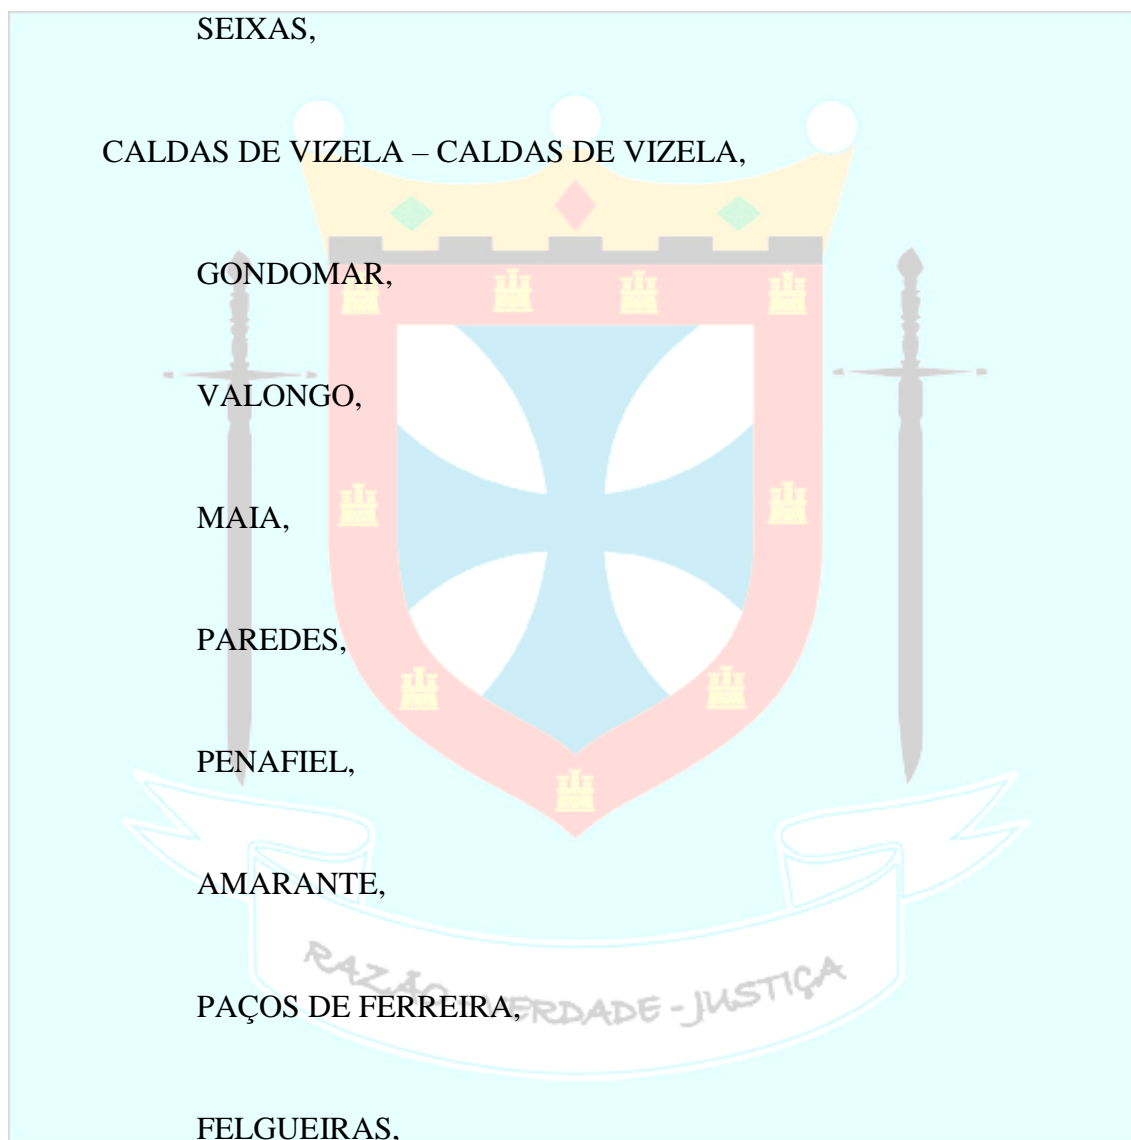 SEIXAS,
CALDAS DE VIZELA – CALDAS DE VIZELA,
GONDOMAR,
VALONGO,
MAIA,
PAREDES,
PENAFIEL,
AMARANTE,
PAÇOS DE FERREIRA,
RAZÃO - VERDADE - JUSTIÇA
FELGUEIRAS,